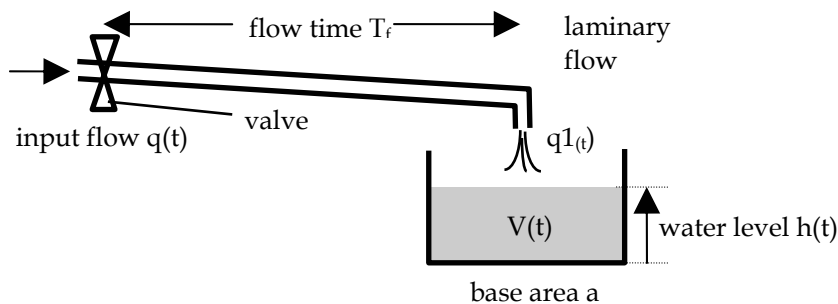 flow time Tf
laminary
flow
valve
input flow q(t)
q1(t)
V(t)
water level h(t)
base area a